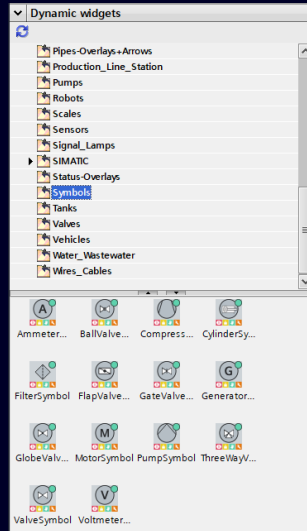 Dynamic widgets
Pipes-Overlays+Arrows
Production_Line_Station
Pumps
Robots
Scales
Sensors
Signal_Lamps
SIMATIC
Status-Overlays
Symbols
Tanks
Valves
Vehicles
Water_Wastewater
Wires_Cables
A
Ammeter... BallValve... Compress... CylinderSy...
G
FilterSymbol FlapValve... GateValve... Generator...
M
GlobeValv... MotorSymbol PumpSymbol ThreeWayV...
V
ValveSymbol Voltmeter...